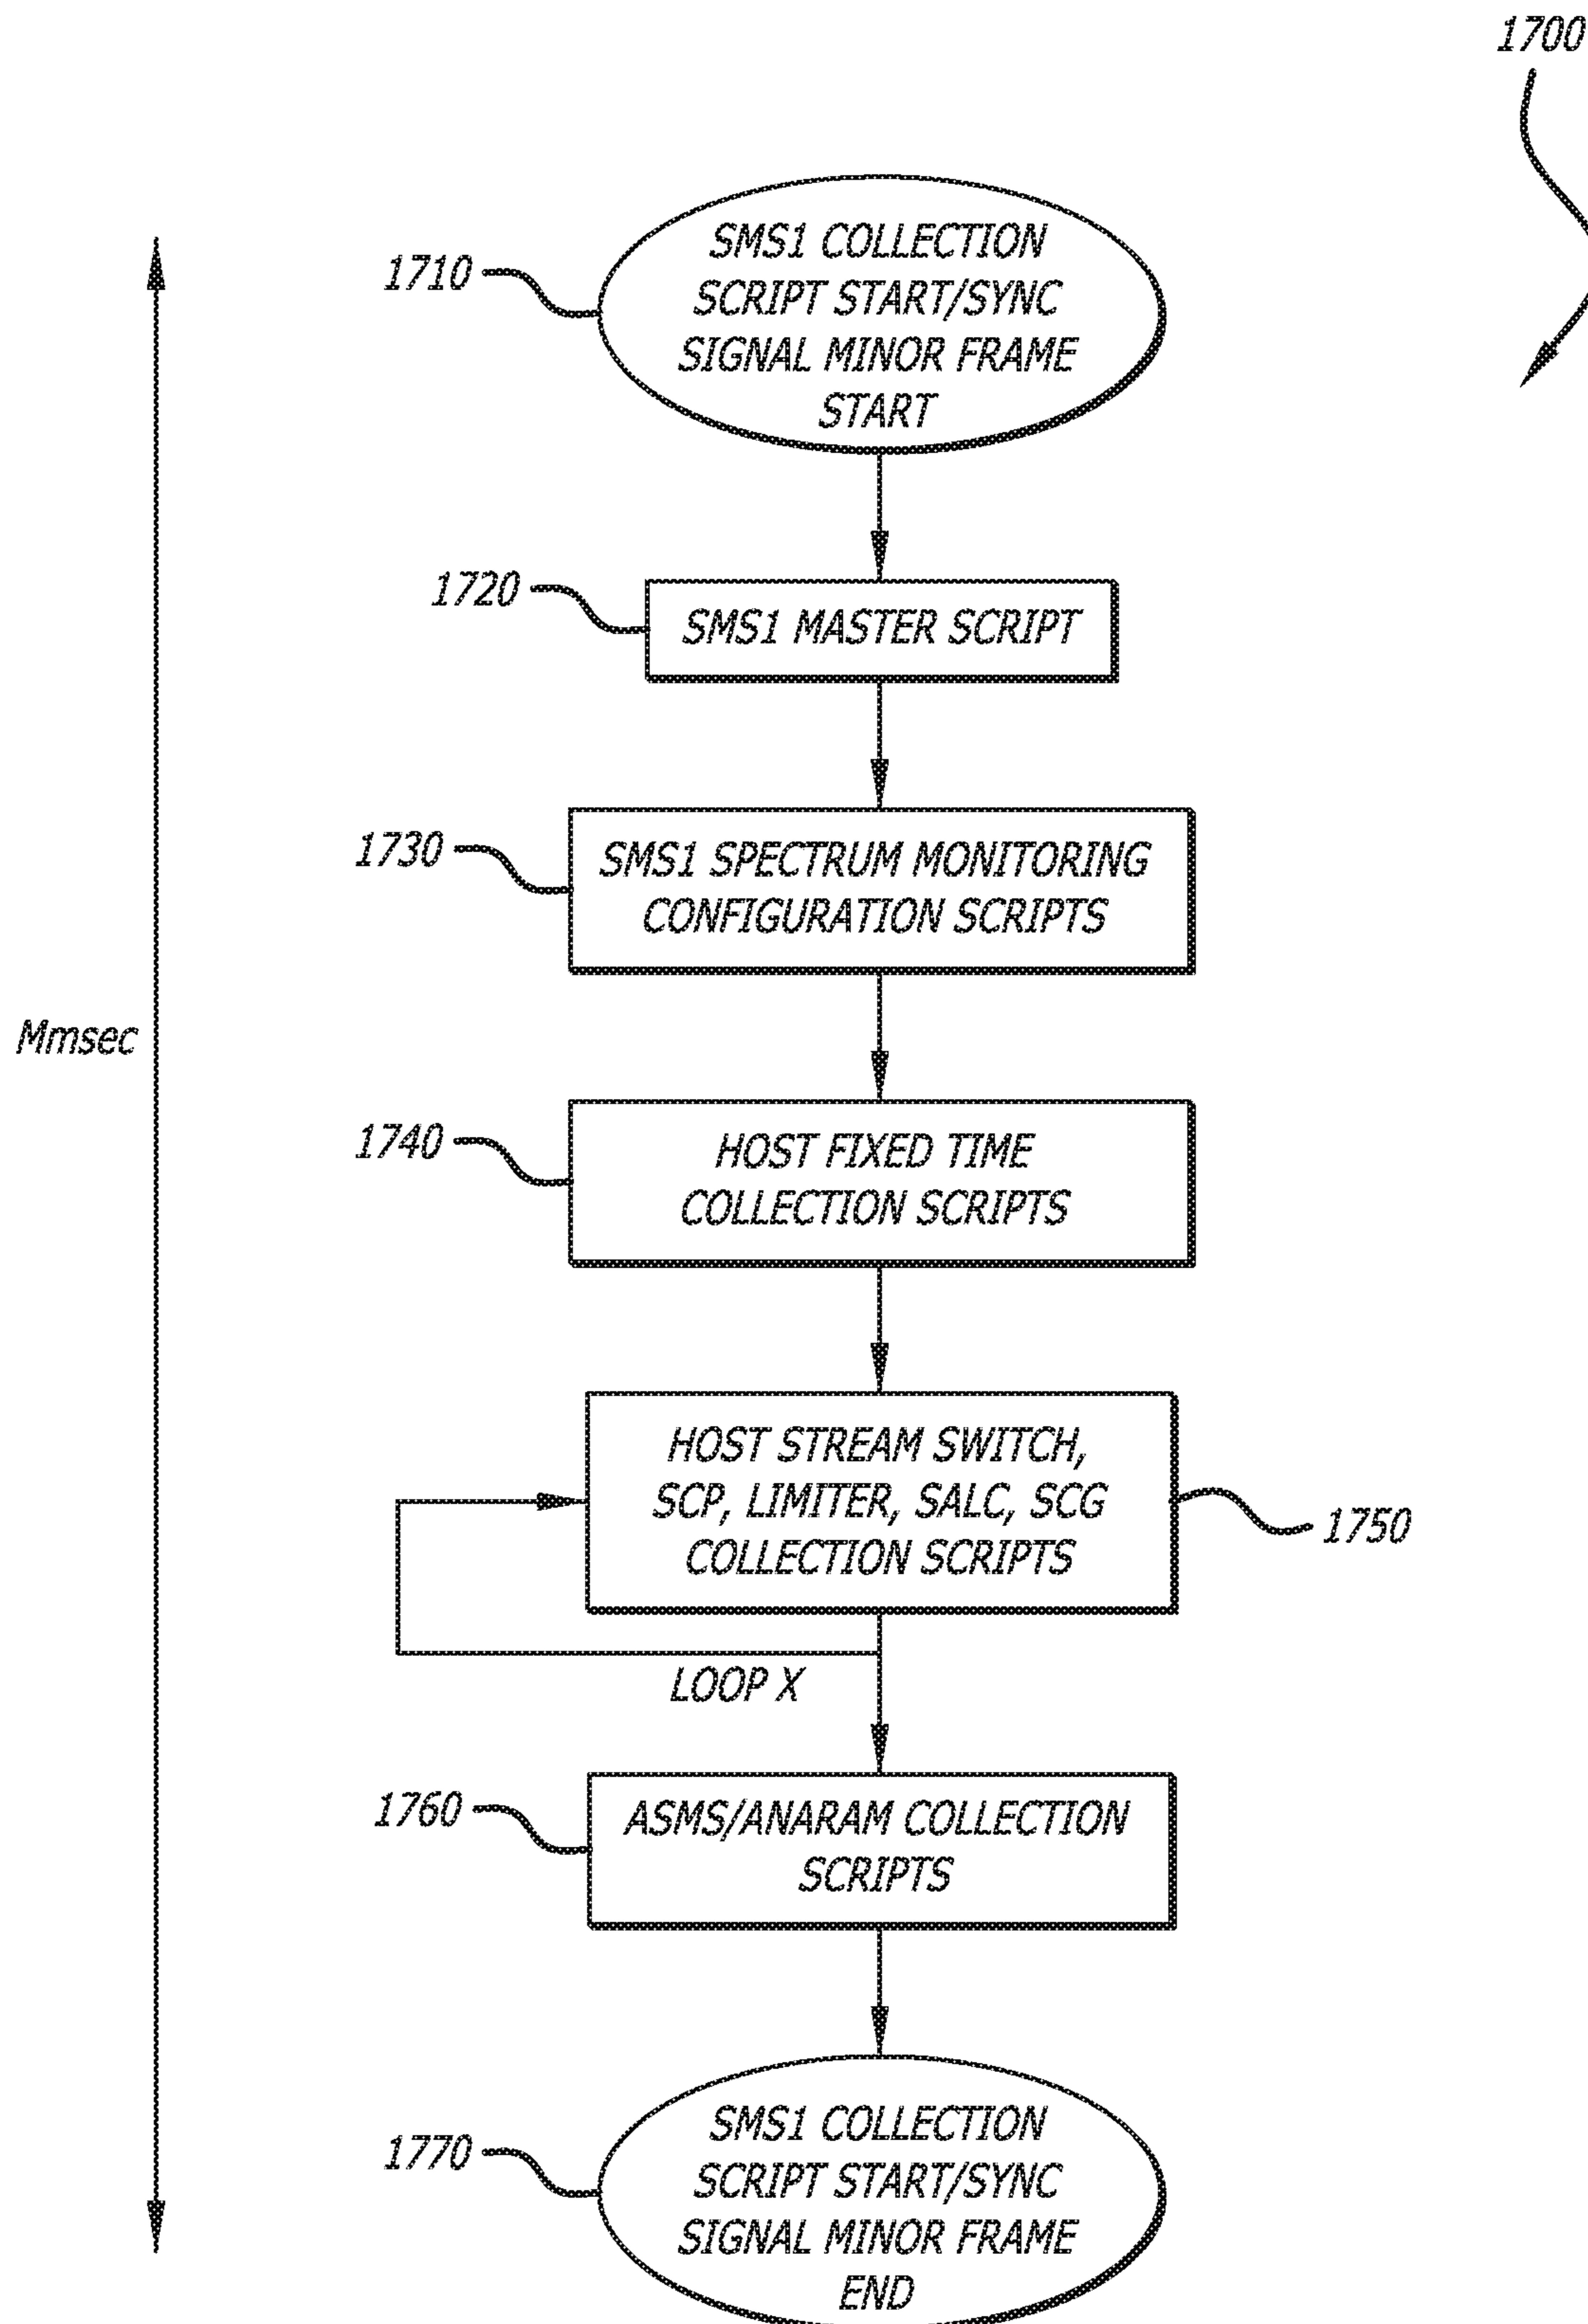 1700
1710
SMS1 COLLECTION
SCRIPT START/SYNC
SIGNAL MINOR FRAME
START
1720
SMS1 MASTER SCRIPT
1730
SMS1 SPECTRUM MONITORING
CONFIGURATION SCRIPTS
Mmsec
1740
HOST FIXED TIME
COLLECTION SCRIPTS
HOST STREAM SWITCH,
SCP, LIMITER, SALC, SCG
COLLECTION SCRIPTS
1750
LOOP X
1760
ASMS/ANARAM COLLECTION
SCRIPTS
1770
SMS1 COLLECTION
SCRIPT START/SYNC
SIGNAL MINOR FRAME
END